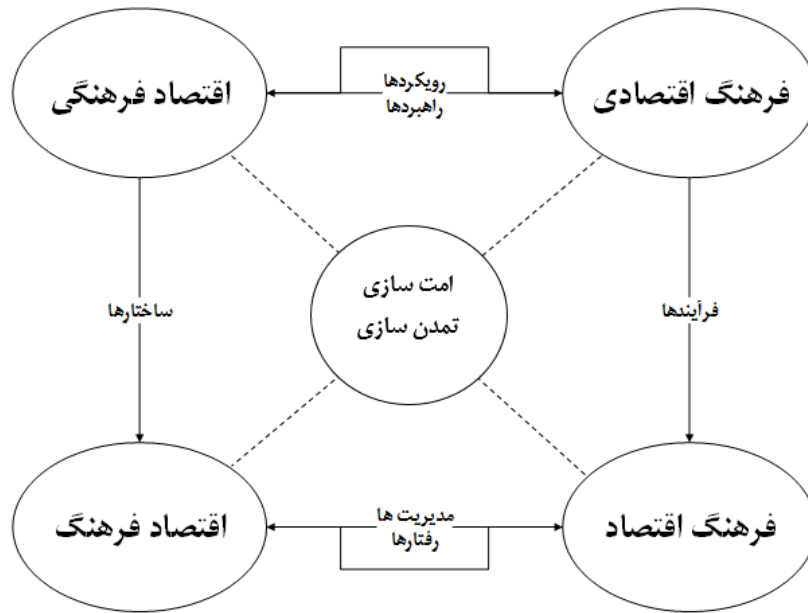 فرهنگ اقتصادی
رویکردها
راهبردها
اقتصاد فرهنگی
امت سازی
تمدن سازی
فرآیندها
ساختارها
فرهنگ اقتصاد
مدیریت ها
رفتارها
اقتصاد فرهنگ